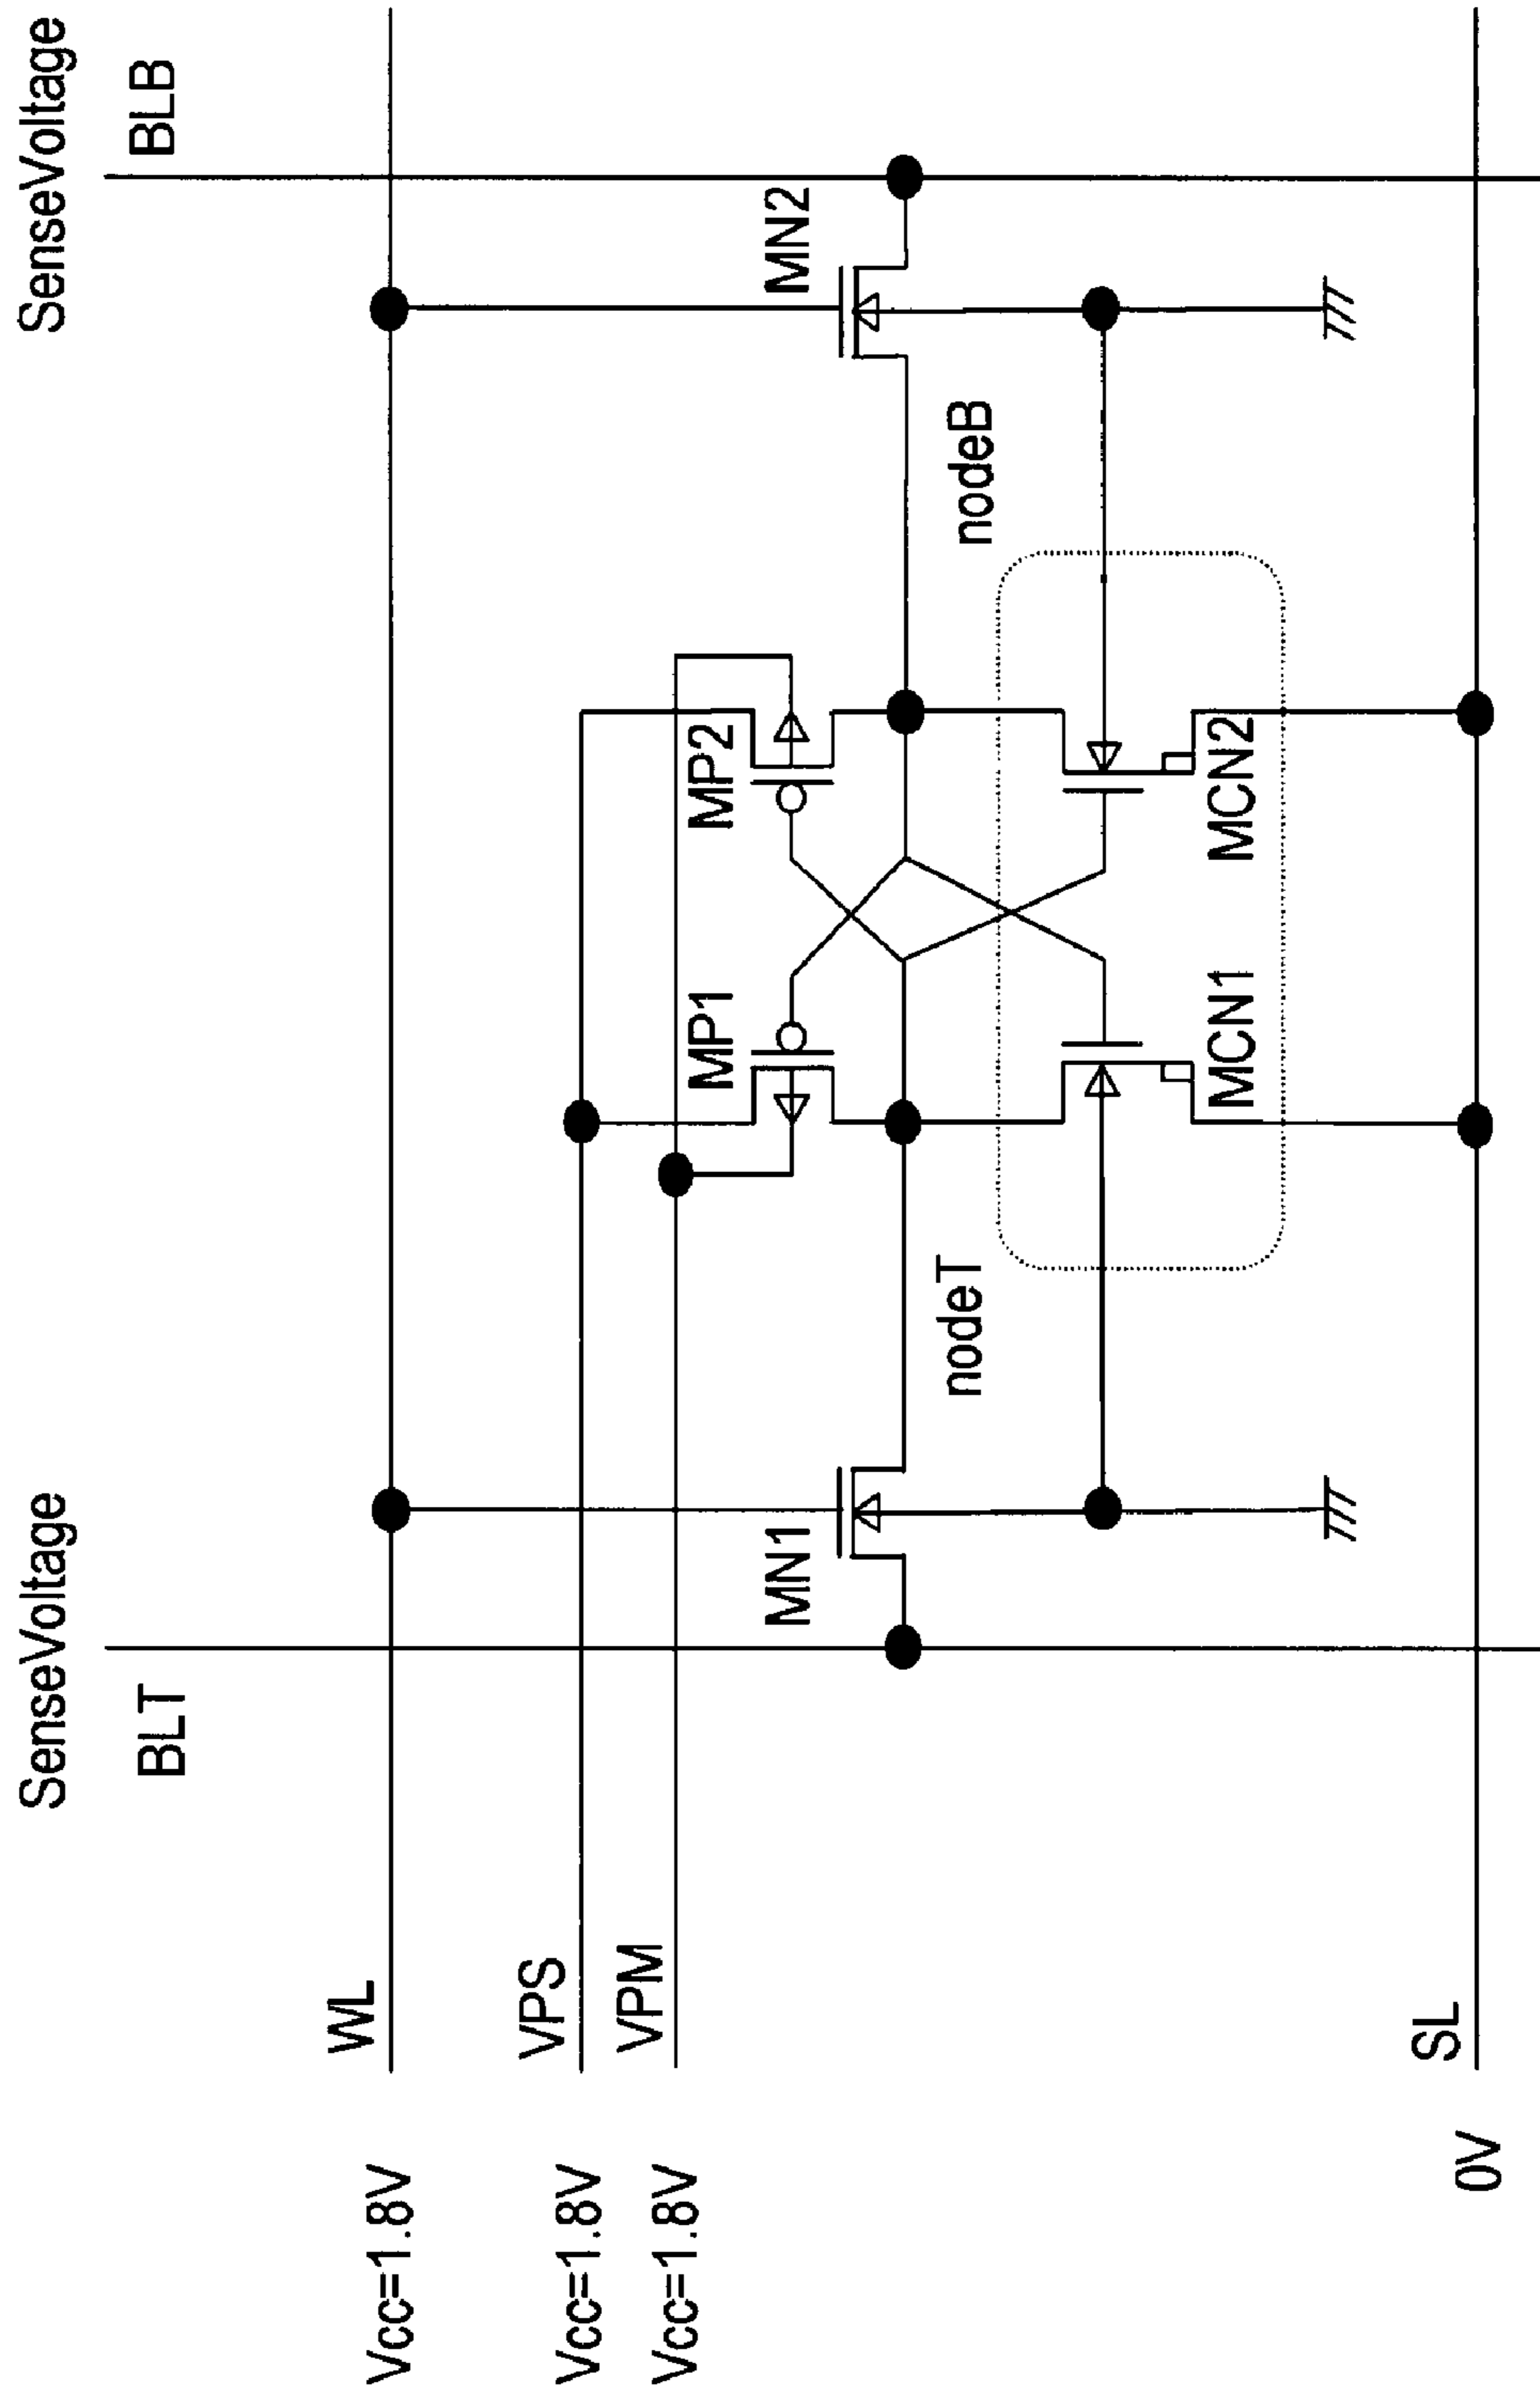 SenseVoltage
SenseVoltage
BLT
BLB
Vcc=1.8V
WL
Vcc=1.8V
VPS
Vcc=1.8V
VPM
MP1
MP2
MN1
MN2
nodeT
nodeB
MCN1
MCN2
0V
SL